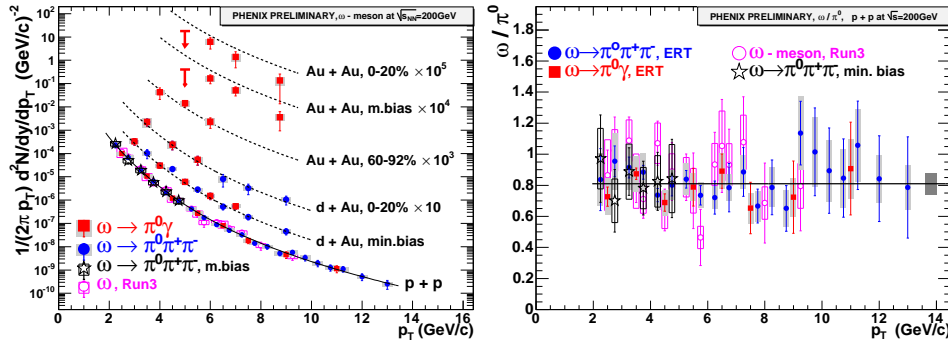 PHENIX PRELIMINARY, ω - meson at √s_NN=200GeV
1/(2π p_T) d²N/dy/dp_T (GeV/c)⁻²
10²
10
1
10⁻¹
10⁻²
10⁻³
10⁻⁴
10⁻⁵
10⁻⁶
10⁻⁷
10⁻⁸
10⁻⁹
10⁻¹⁰
Au + Au, 0-20% ×10⁵
Au + Au, m.bias ×10⁴
Au + Au, 60-92% ×10³
d + Au, 0-20% ×10
d + Au, min.bias
p + p
ω → π⁰γ
ω → π⁰π⁺π⁻
ω → π⁰π⁺π⁻, m.bias
ω , Run3
0 2 4 6 8 10 12 14 16
p_T (GeV/c)
PHENIX PRELIMINARY, ω / π⁰, p + p at √s=200GeV
ω / π⁰
ω→π⁰π⁺π⁻, ERT
ω→π⁰γ, ERT
ω - meson, Run3
ω→π⁰π⁺π⁻, min. bias
1.8
1.6
1.4
1.2
1
0.8
0.6
0.4
0.2
0
0 2 4 6 8 10 12 14
p_T (GeV/c)